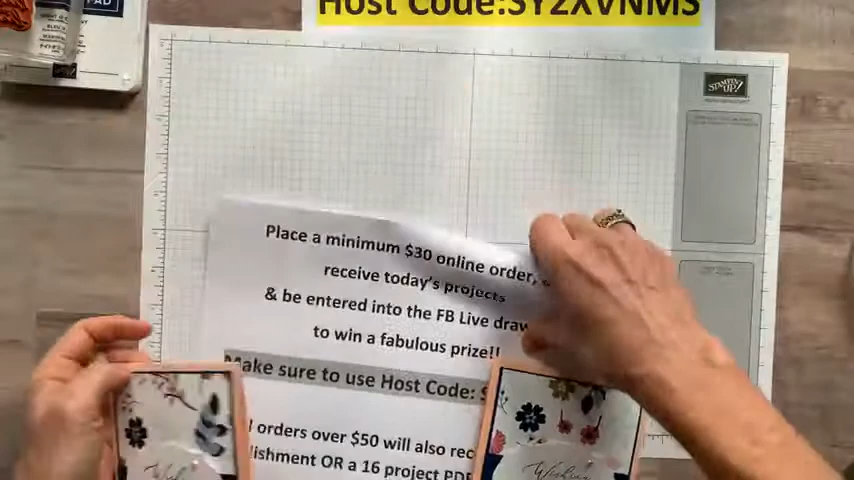 Host Code:SY2XVNMS
PAD
STAMPIN' UP!
Place a minimum $30 online order,
receive today's projects
& be entered into the FB Live draw
to win a fabulous prize!!
Make sure to use Host Code:
orders over $50 will also rec
OR a 16 project PDF